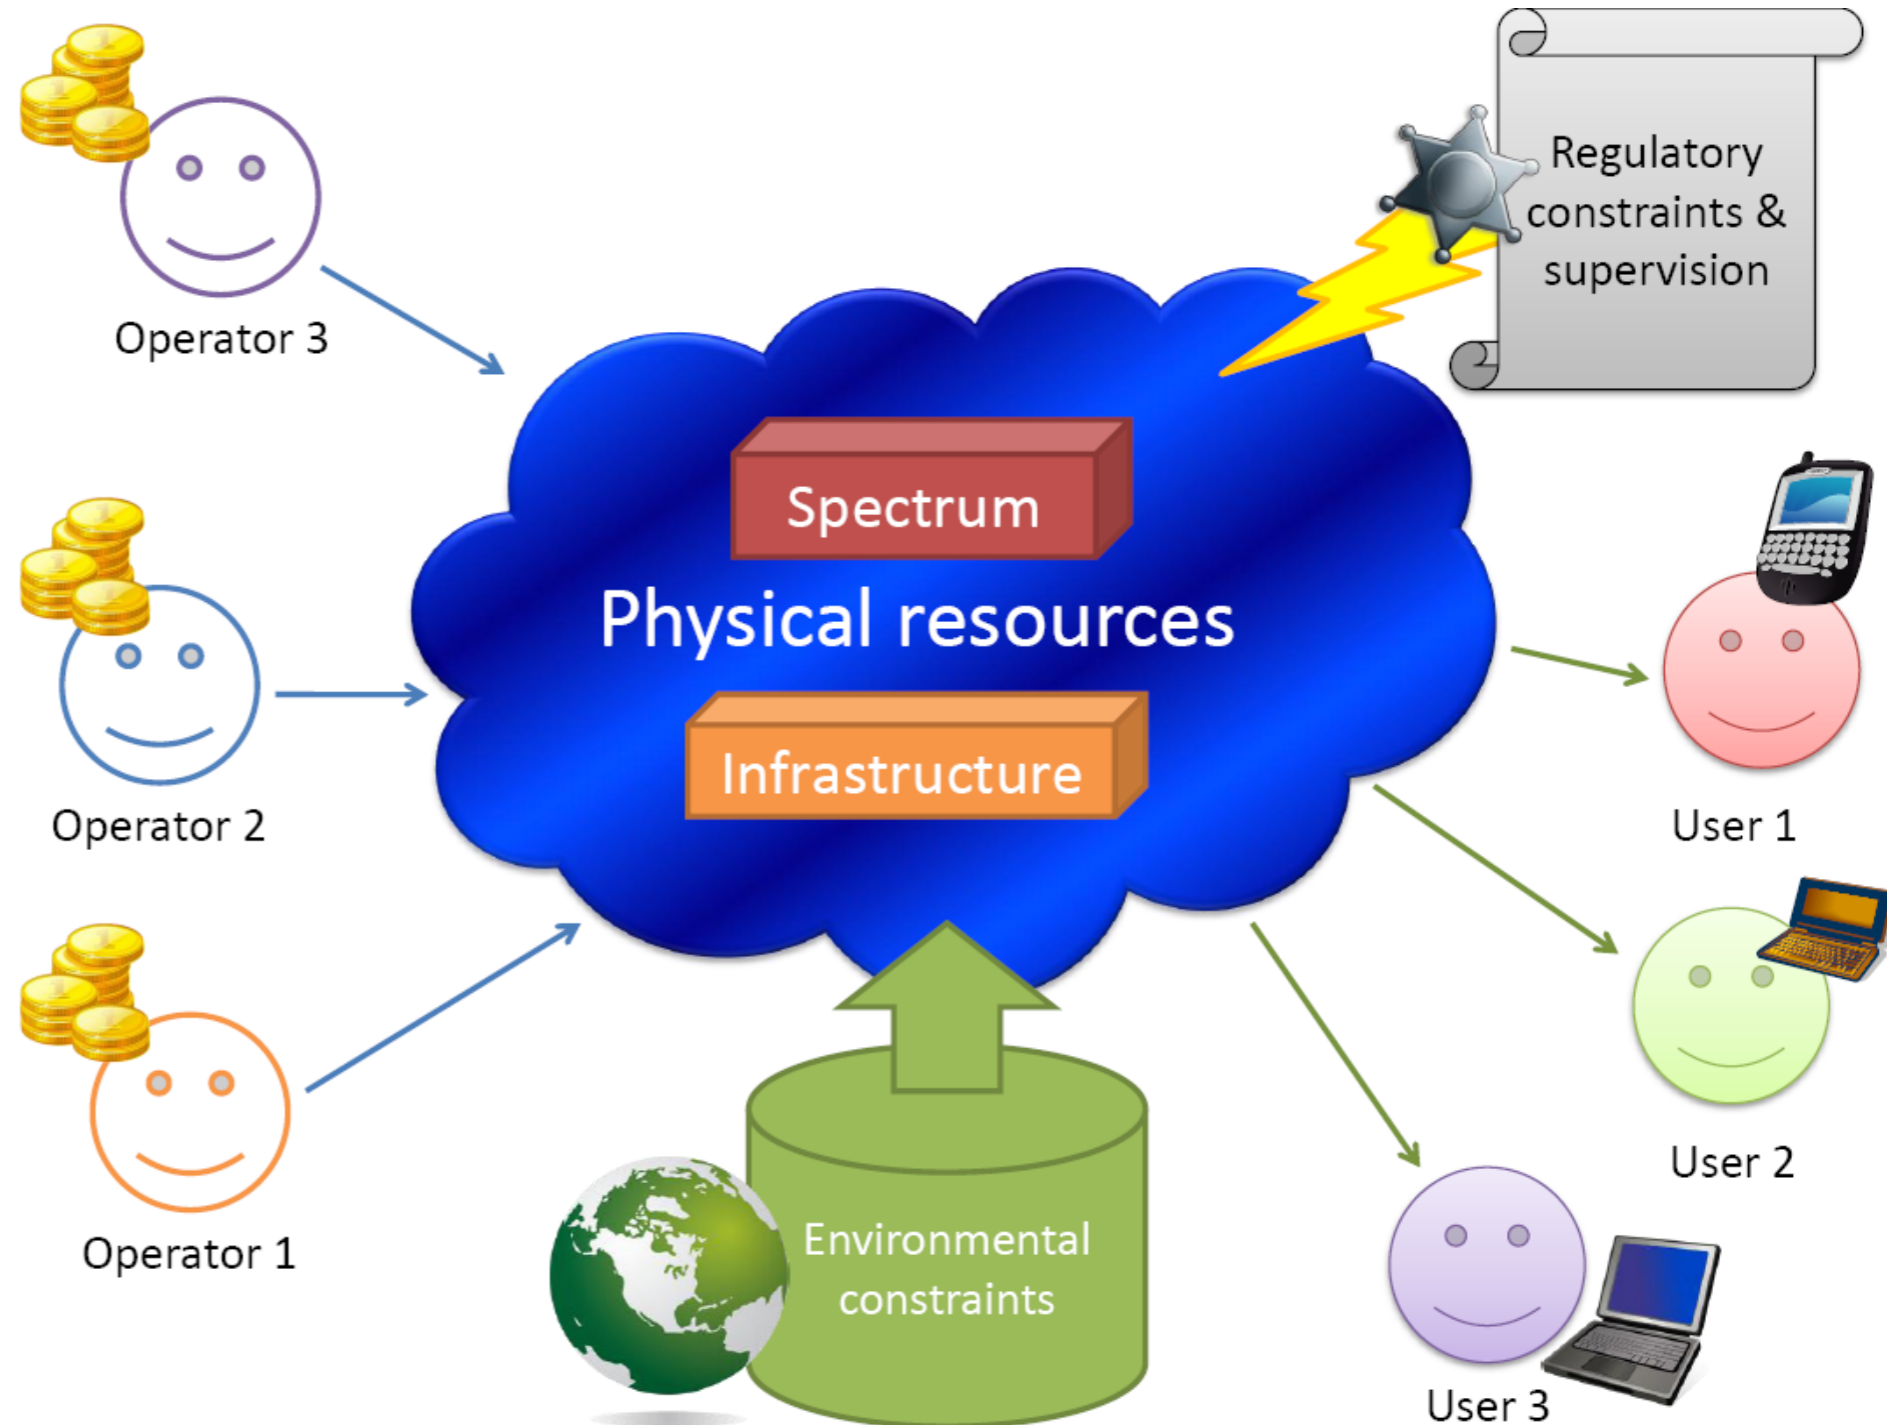 Regulatory
constraints &
supervision
Operator 3
Spectrum
Physical resources
Infrastructure
Operator 2
User 1
Operator 1
User 2
Environmental
constraints
User 3